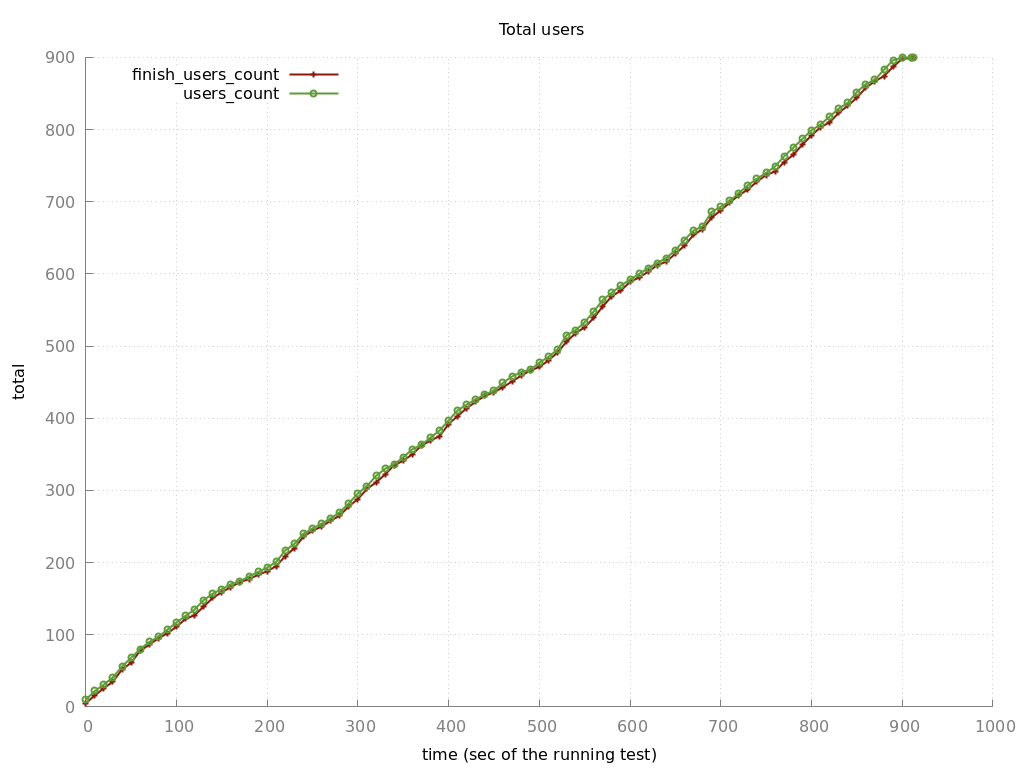 Total users
finish_users_count
users_count
900
800
700
600
500
400
300
200
100
0
total
0 100 200 300 400 500 600 700 800 900 1000
time (sec of the running test)